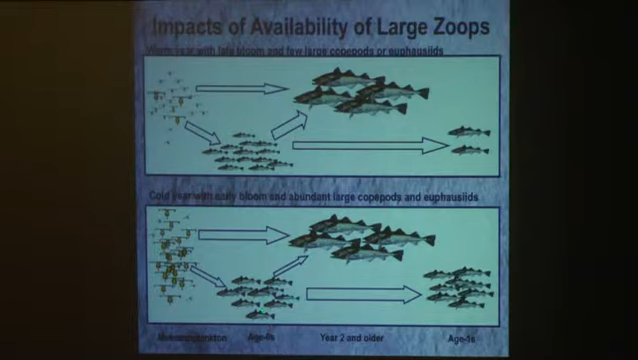 Impacts of Availability of Large Zoops
Warm year with late bloom and few large copepods or euphausiids
Cold year with early bloom and abundant large copepods and euphausiids
Age-0s
Year 2 and older
Age-1s